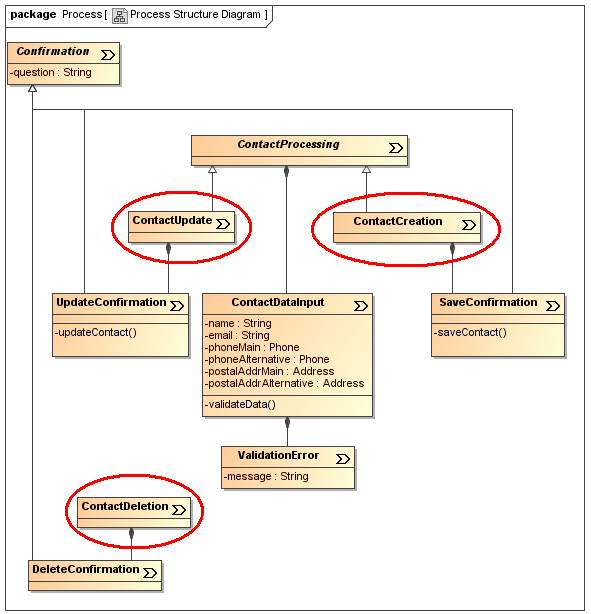 package Process [ Process Structure Diagram ]
Confirmation
-question : String
ContactProcessing
ContactUpdate
ContactCreation
UpdateConfirmation
-updateContact()
ContactDataInput
-name : String
-email : String
-phoneMain : Phone
-phoneAlternative : Phone
-postalAddrMain : Address
-postalAddrAlternative : Address
-validateData()
SaveConfirmation
-saveContact()
ValidationError
-message : String
ContactDeletion
DeleteConfirmation